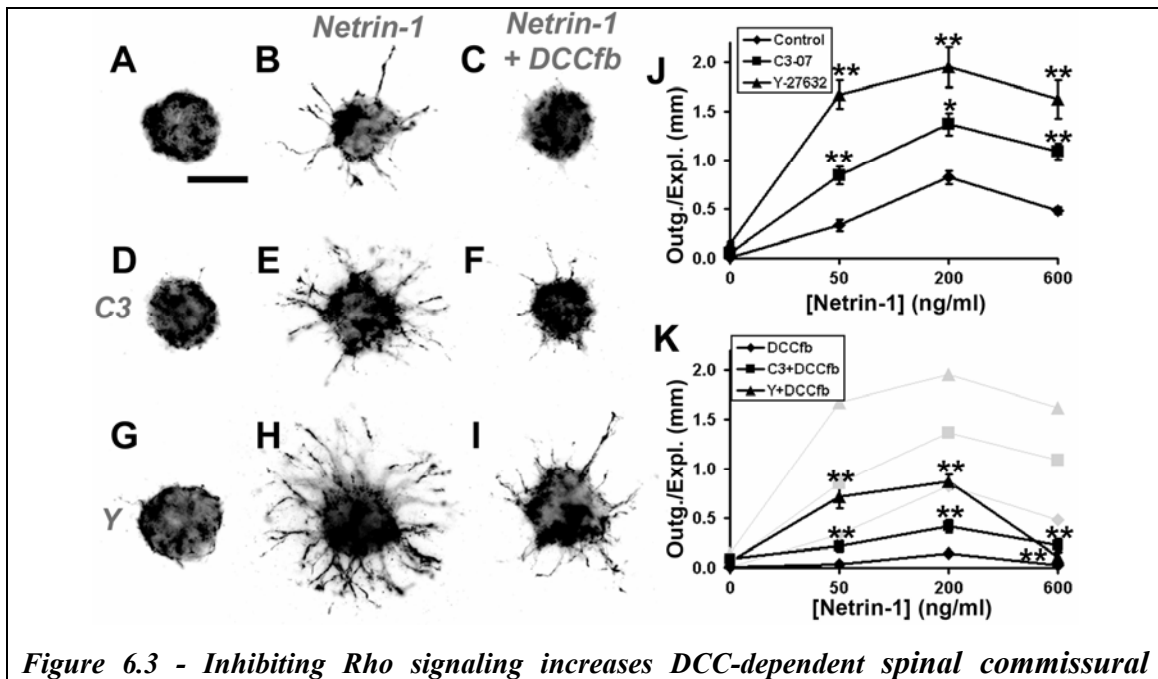 Netrin-1
Netrin-1
+ DCCfb
A
B
C
D
E
F
C3
G
H
I
Y
J
Control
C3-07
Y-27632
**
**
**
**
*
**
2.0
1.5
1.0
0.5
0.0
Outg./Expl. (mm)
0
50
200
600
[Netrin-1] (ng/ml)
K
DCCfb
C3+DCCfb
Y+DCCfb
**
**
**
**
**
**
2.0
1.5
1.0
0.5
0.0
Outg./Expl. (mm)
0
50
200
600
[Netrin-1] (ng/ml)
Figure 6.3 - Inhibiting Rho signaling increases DCC-dependent spinal commissural